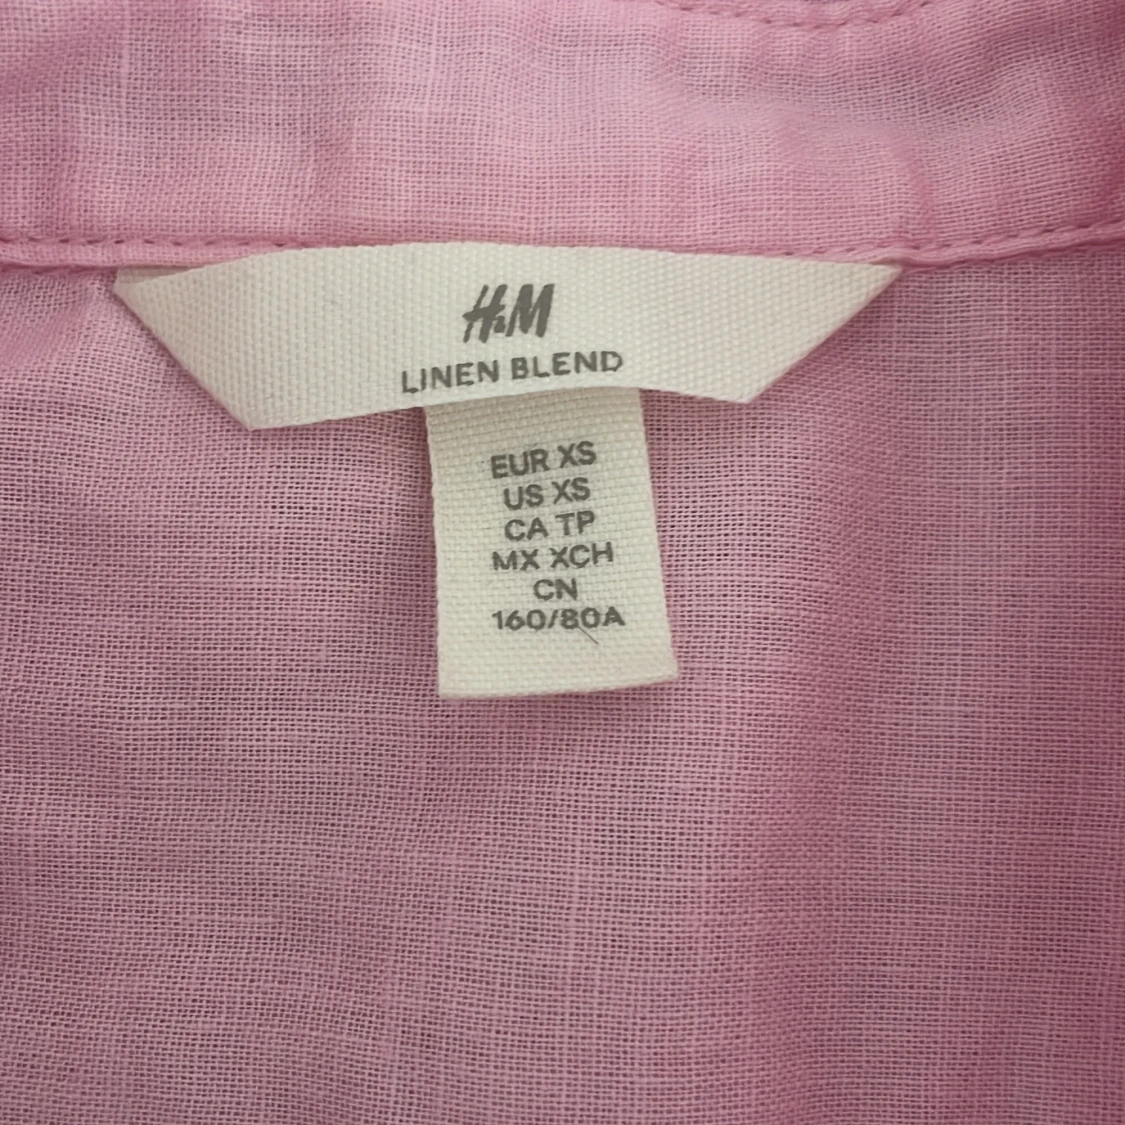 H&M
LINEN BLEND
EUR XS
US XS
CA TP
MX XCH
CN
160/80A